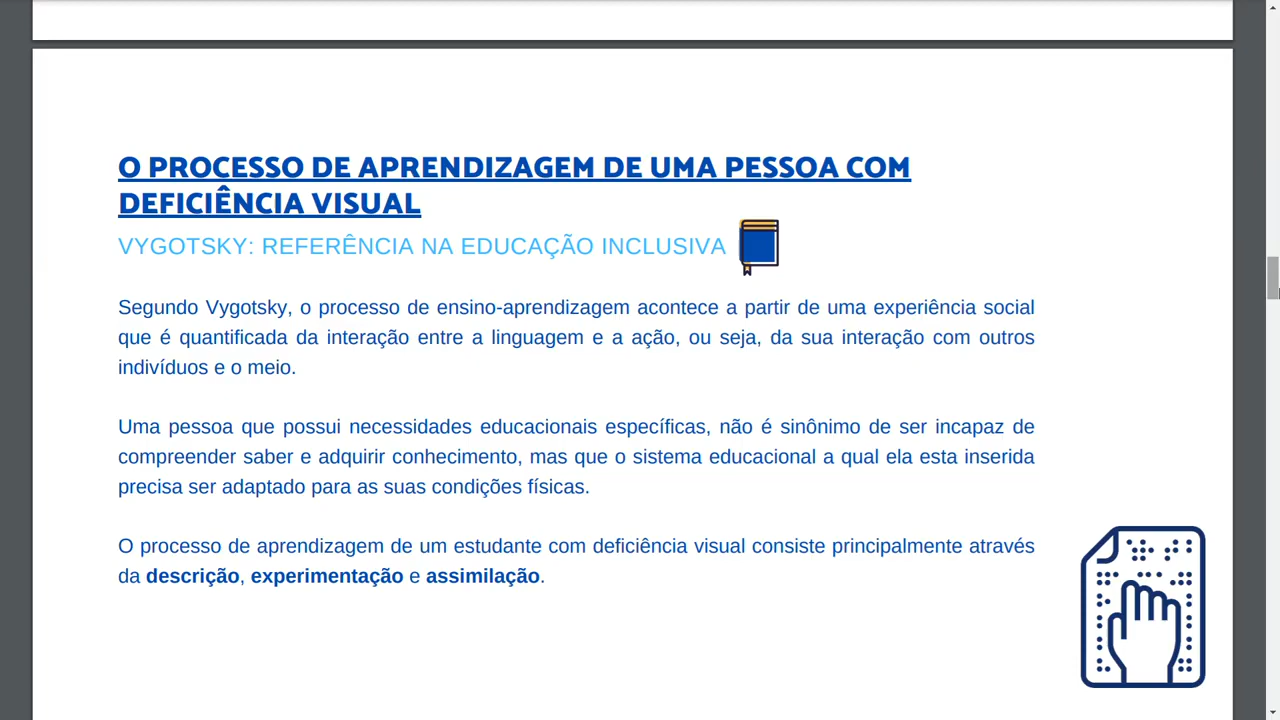 O PROCESSO DE APRENDIZAGEM DE UMA PESSOA COM
DEFICIÊNCIA VISUAL
VYGOTSKY: REFERÊNCIA NA EDUCAÇÃO INCLUSIVA
Segundo Vygotsky, o processo de ensino-aprendizagem acontece a partir de uma experiência social
que é quantificada da interação entre a linguagem e a ação, ou seja, da sua interação com outros
indivíduos e o meio.
Uma pessoa que possui necessidades educacionais específicas, não é sinônimo de ser incapaz de
compreender saber e adquirir conhecimento, mas que o sistema educacional a qual ela esta inserida
precisa ser adaptado para as suas condições físicas.
O processo de aprendizagem de um estudante com deficiência visual consiste principalmente através
da descrição, experimentação e assimilação.